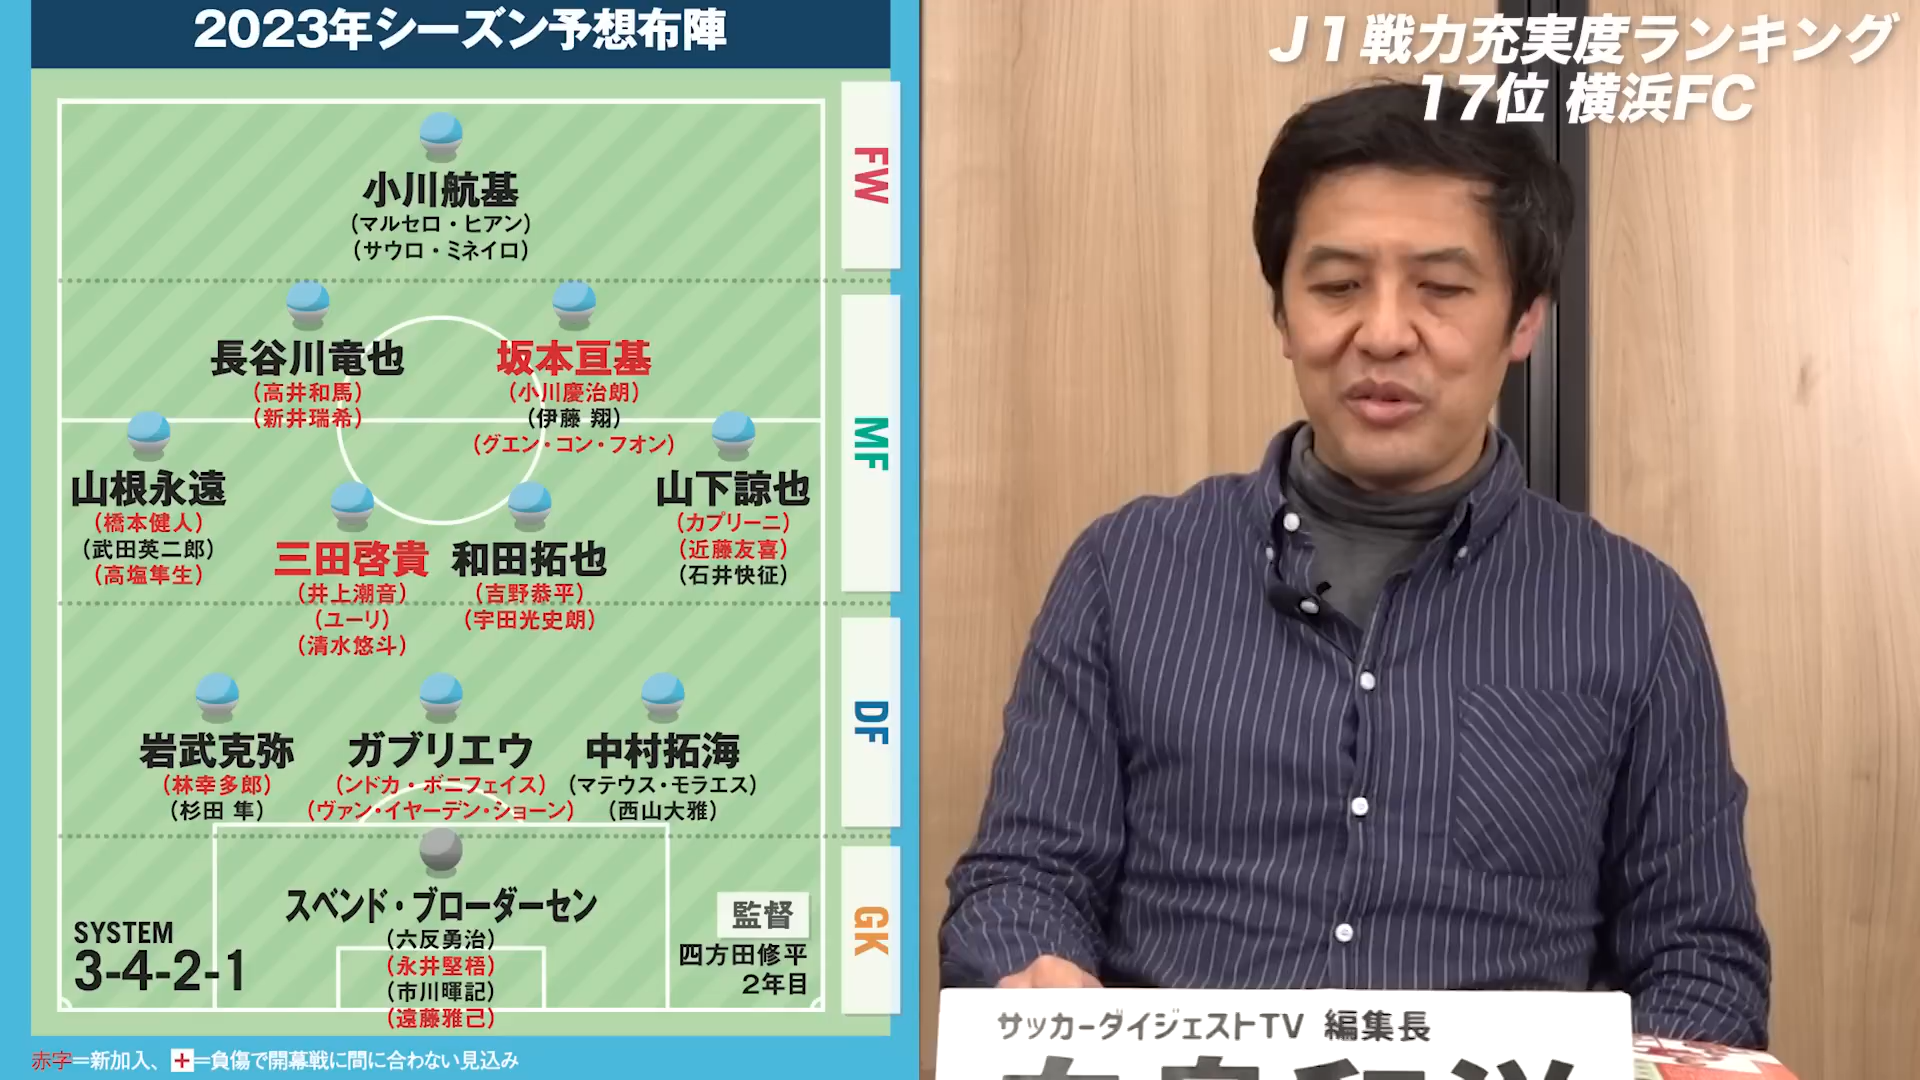 2023年シーズン予想布陣
J1戦力充実度ランキング
17位 横浜FC
FW
小川航基
(マルセロ・ヒアン)
(サウロ・ミネイロ)
MF
長谷川竜也
(高井和馬)
(新井瑞希)
坂本亘基
(小川慶治朗)
(伊藤 翔)
(グエン・コン・フオン)
山根永遠
(橋本健人)
(武田英二郎)
(高塩隼生)
三田啓貴
(井上潮音)
(ユーリ)
(清水悠斗)
和田拓也
(吉野恭平)
(宇田光史朗)
山下諒也
(カプリーニ)
(近藤友喜)
(石井快征)
DF
岩武克弥
(林幸多郎)
(杉田 隼)
ガブリエウ
(ンドカ・ボニフェイス)
(ヴァン・イヤーデン・ショーン)
中村拓海
(マテウス・モラエス)
(西山大雅)
GK
スベンド・ブローダーセン
(六反勇治)
(永井堅梧)
(市川暉記)
(遠藤雅己)
SYSTEM
3-4-2-1
監督
四方田修平
2年目
赤字=新加入、+=負傷で開幕戦に間に合わない見込み
サッカーダイジェストTV 編集長